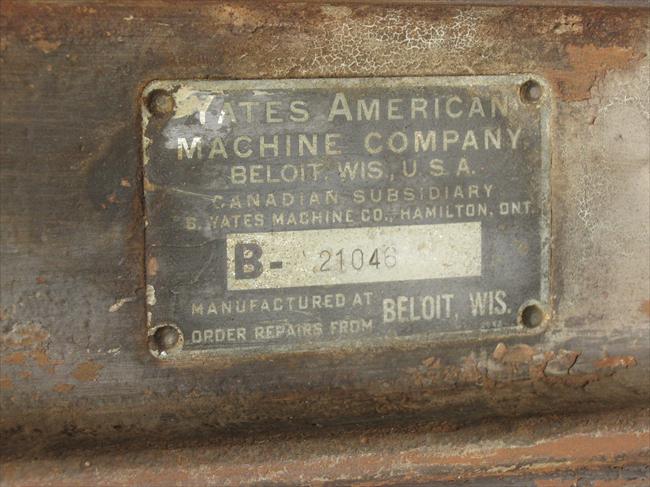 YATES AMERICAN
MACHINE COMPANY
BELOIT, WIS., U.S.A.
CANADIAN SUBSIDIARY
B. YATES MACHINE CO., HAMILTON, ONT.
B- 21046
MANUFACTURED AT BELOIT, WIS.
ORDER REPAIRS FROM